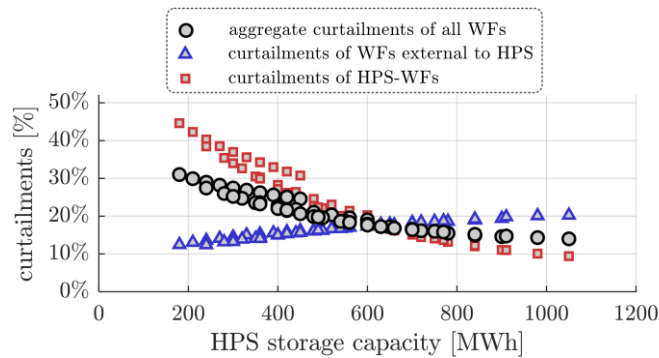 aggregate curtailments of all WFs
curtailments of WFs external to HPS
curtailments of HPS-WFs
50%
40%
30%
20%
10%
0%
curtailments [%]
0 200 400 600 800 1000 1200
HPS storage capacity [MWh]